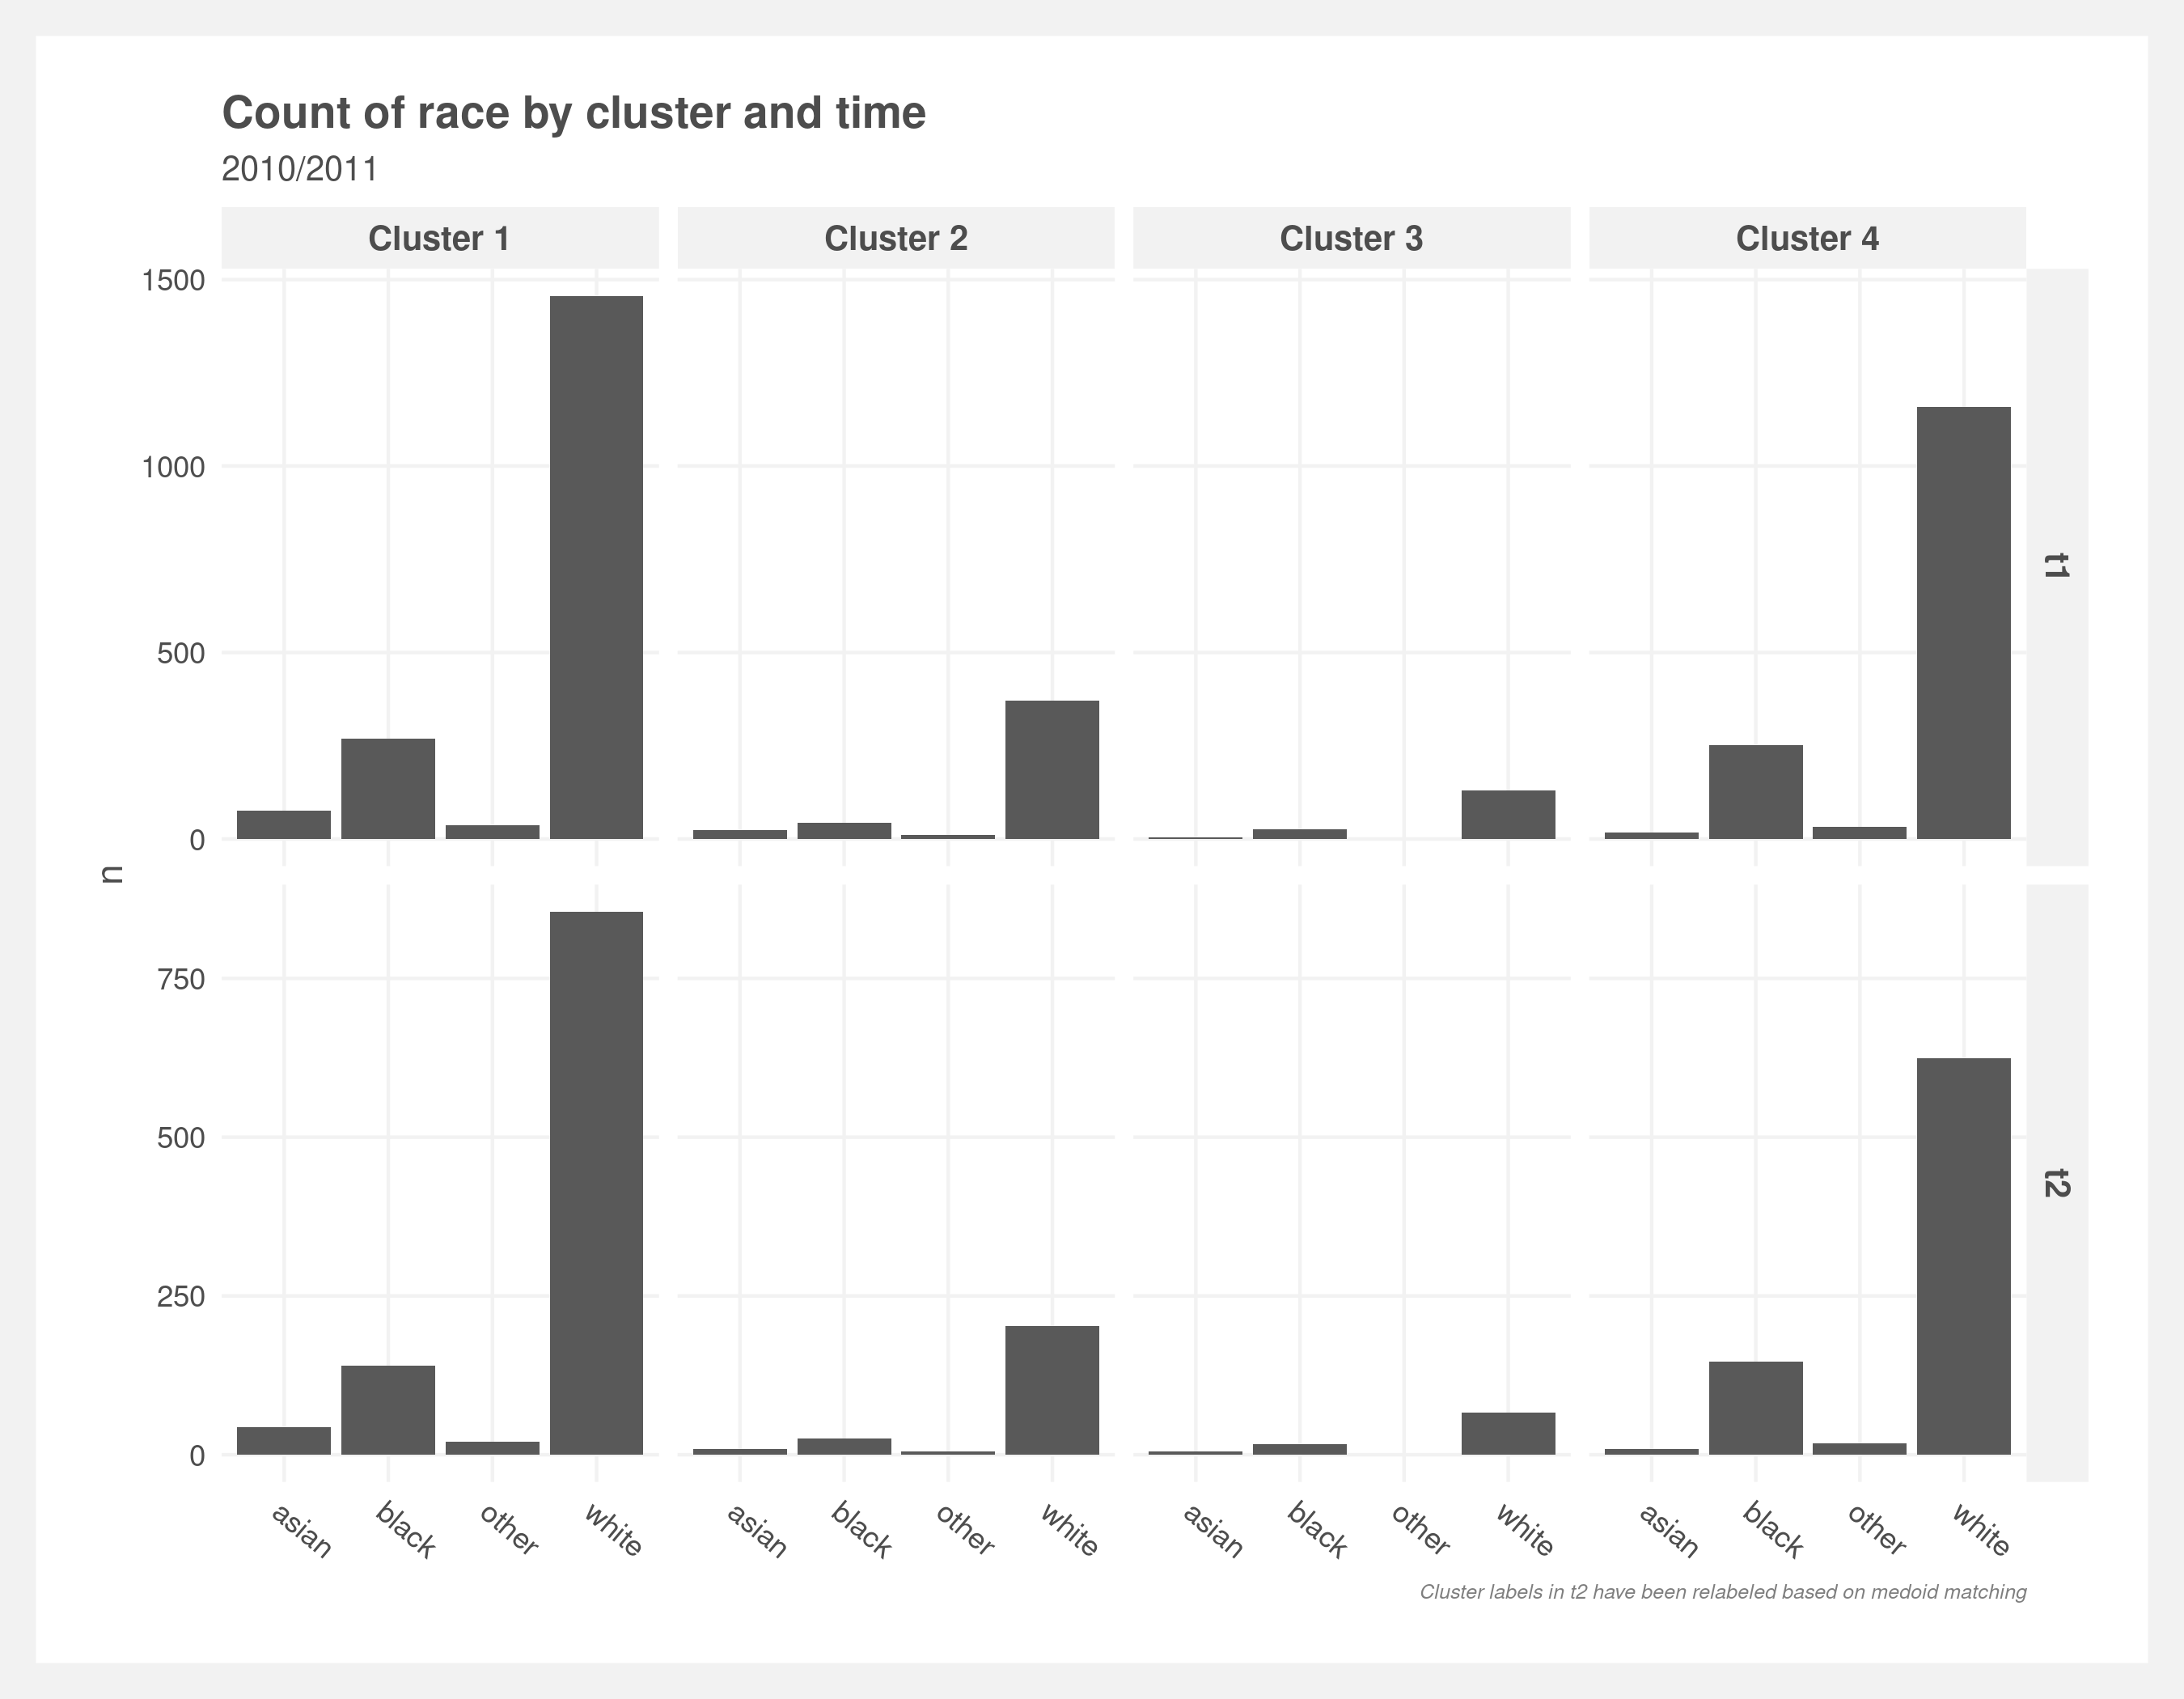 Count of race by cluster and time
2010/2011
Cluster 1 Cluster 2 Cluster 3 Cluster 4
1500
1000
500
0
t1
n
750
500
250
0
t2
asian black other white asian black other white asian black other white asian black other white
Cluster labels in t2 have been relabeled based on medoid matching